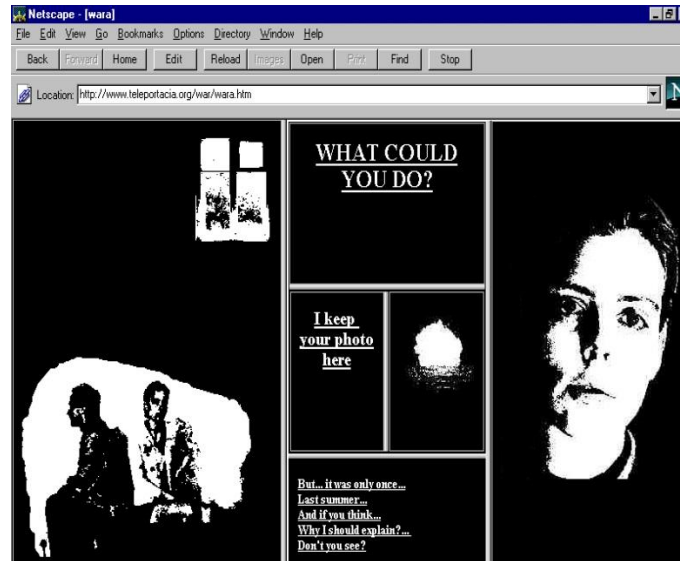 Netscape - [wara]
File Edit View Go Bookmarks Options Directory Window Help
Back Forward Home Edit Reload Images Open Print Find Stop
Location: http://www.teleportacia.org/war/wara.htm
N
WHAT COULD
YOU DO?
I keep
your photo
here
But... it was only once...
Last summer...
And if you think...
Why I should explain?...
Don't you see?